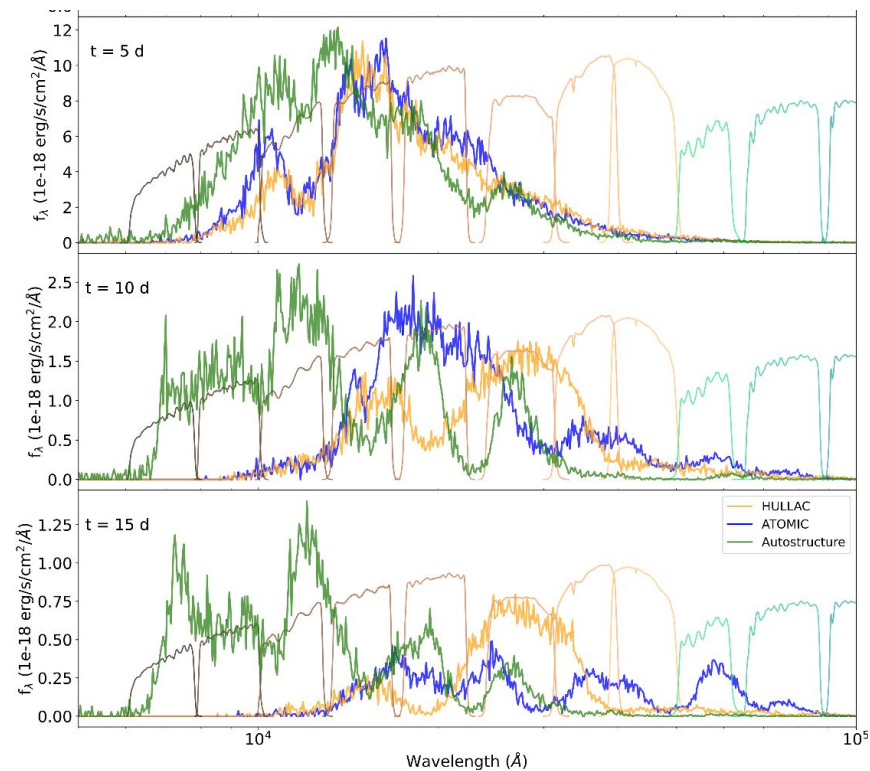 t = 5 d
12
10
8
6
4
2
0
f_λ (1e-18 erg/s/cm²/Å)
t = 10 d
2.5
2.0
1.5
1.0
0.5
0.0
f_λ (1e-18 erg/s/cm²/Å)
t = 15 d
HULLAC
ATOMIC
Autostructure
1.25
1.00
0.75
0.50
0.25
0.00
f_λ (1e-18 erg/s/cm²/Å)
10⁴
10⁵
Wavelength (Å)